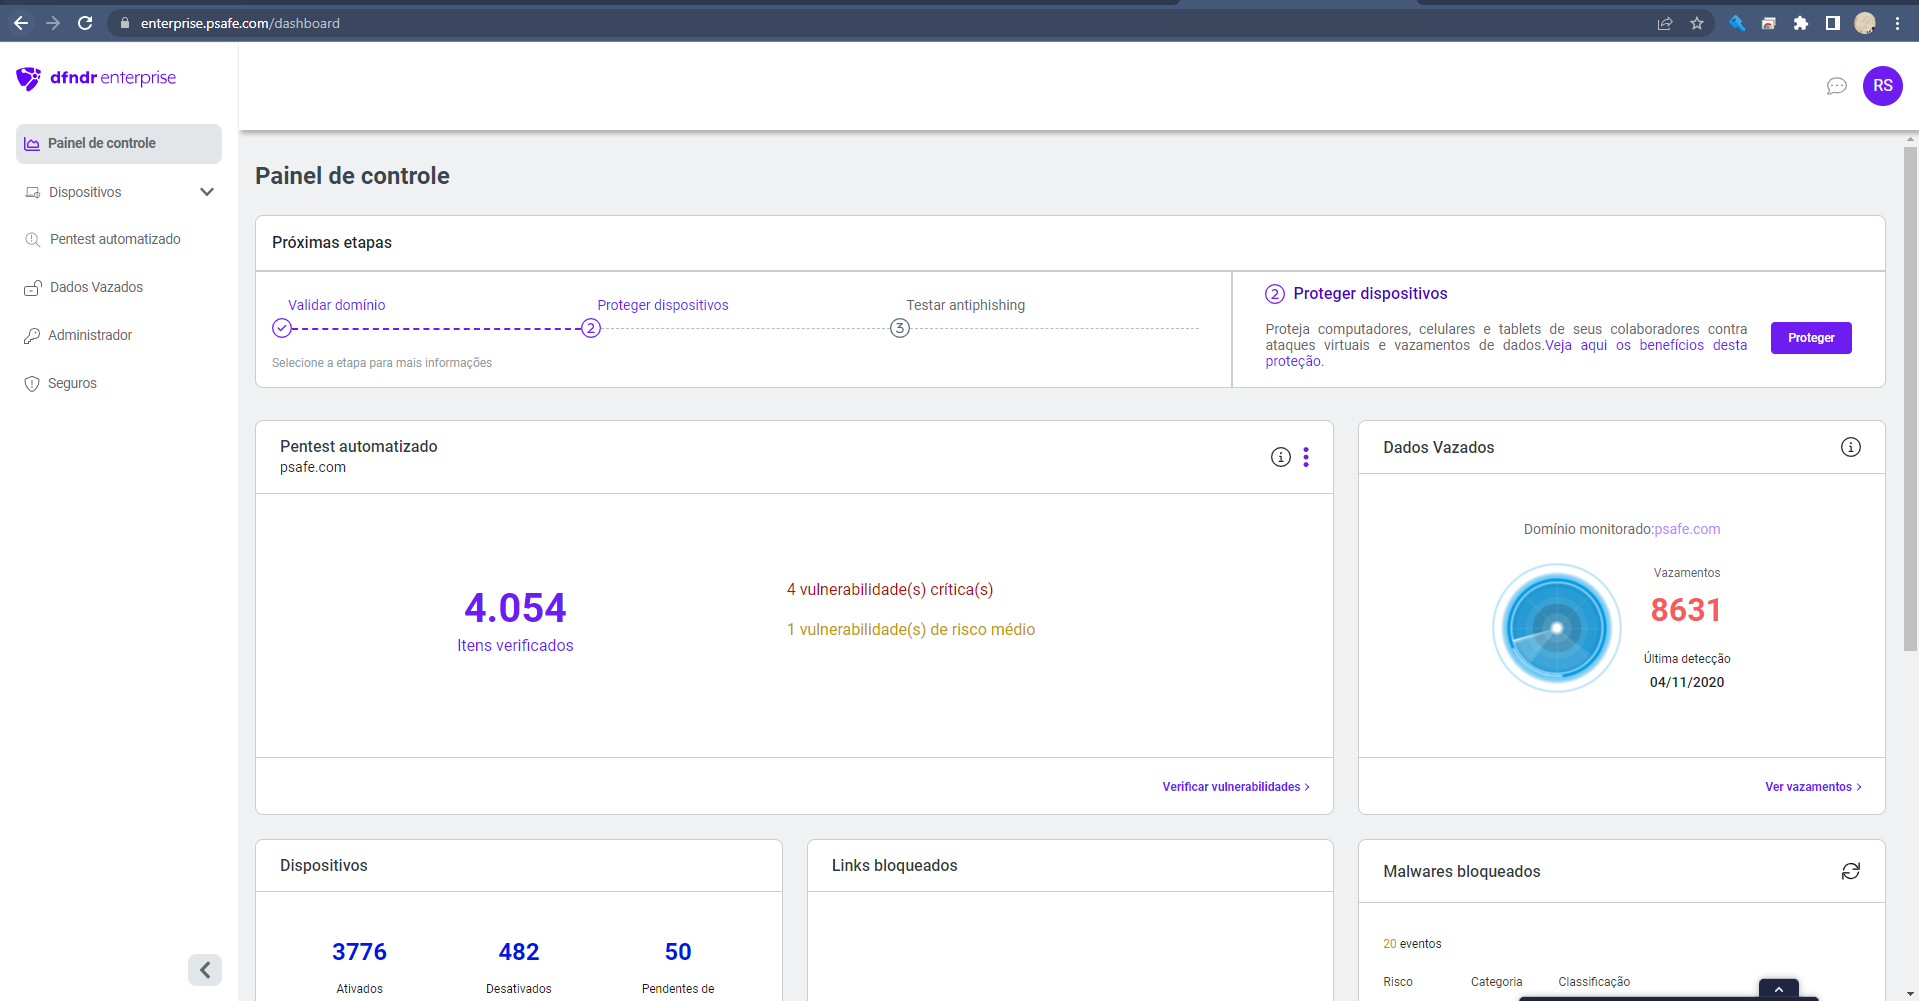 enterprise.psafe.com/dashboard
dfndr enterprise
RS
Painel de controle
Dispositivos
Pentest automatizado
Dados Vazados
Administrador
Seguros
Painel de controle
Próximas etapas
Validar domínio
Proteger dispositivos
Testar antiphishing
2
3
Selecione a etapa para mais informações
2 Proteger dispositivos
Proteja computadores, celulares e tablets de seus colaboradores contra
ataques virtuais e vazamentos de dados.Veja aqui os benefícios desta
proteção.
Proteger
Pentest automatizado
psafe.com
4.054
Itens verificados
4 vulnerabilidade(s) crítica(s)
1 vulnerabilidade(s) de risco médio
Verificar vulnerabilidades >
Dados Vazados
Domínio monitorado:psafe.com
Vazamentos
8631
Última detecção
04/11/2020
Ver vazamentos >
Dispositivos
3776
482
50
Ativados
Desativados
Pendentes de
Links bloqueados
Malwares bloqueados
20 eventos
Risco
Categoria
Classificação